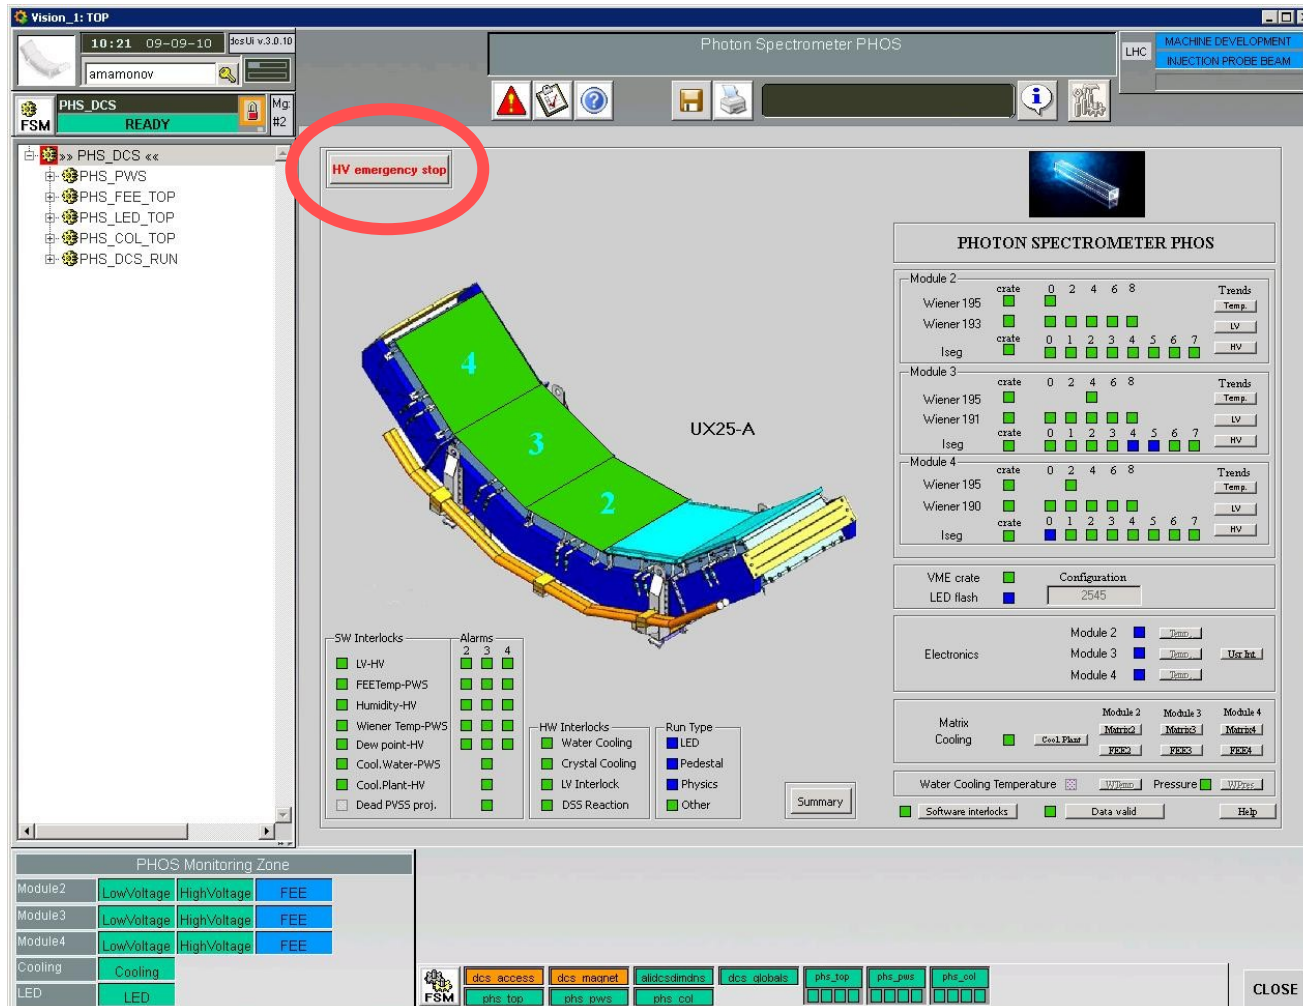 Vision_1: TOP
10:21 09-09-10
dcsUi v.3.0.10
amamonov
Photon Spectrometer PHOS
LHC
MACHINE DEVELOPMENT
INJECTION PROBE BEAM
FSM
PHS_DCS
READY
Mg:
#2
»» PHS_DCS ««
PHS_PWS
PHS_FEE_TOP
PHS_LED_TOP
PHS_COL_TOP
PHS_DCS_RUN
HV emergency stop
4
3
2
UX25-A
PHOTON SPECTROMETER PHOS
Module 2
crate 0 2 4 6 8 Trends
Wiener 195 Temp.
Wiener 193 LV
crate 0 1 2 3 4 5 6 7
Iseg HV
Module 3
crate 0 2 4 6 8 Trends
Wiener 195 Temp.
Wiener 191 LV
crate 0 1 2 3 4 5 6 7
Iseg HV
Module 4
crate 0 2 4 6 8 Trends
Wiener 195 Temp.
Wiener 190 LV
crate 0 1 2 3 4 5 6 7
Iseg HV
VME crate Configuration
LED flash 2545
Electronics
Module 2 Temp.
Module 3 Temp. Usr Int
Module 4 Temp.
Matrix
Cooling
Cool.Plant
Module 2 Module 3 Module 4
Matrix2 Matrix3 Matrix4
FEE2 FEE3 FEE4
Water Cooling Temperature WTemp Pressure WPres
Software interlocks Data valid Help
SW Interlocks Alarms
2 3 4
LV-HV
FEETemp-PWS
Humidity-HV
Wiener Temp-PWS
Dew point-HV
Cool.Water-PWS
Cool.Plant-HV
Dead PVSS proj.
HW Interlocks
Water Cooling
Crystal Cooling
LV Interlock
DSS Reaction
Run Type
LED
Pedestal
Physics
Other
Summary
PHOS Monitoring Zone
Module2 LowVoltage HighVoltage FEE
Module3 LowVoltage HighVoltage FEE
Module4 LowVoltage HighVoltage FEE
Cooling Cooling
LED LED
FSM
dcs_access dcs_magnet alidcsdimdns dcs_globals phs_top phs_pws phs_col
phs_top phs_pws phs_col
CLOSE